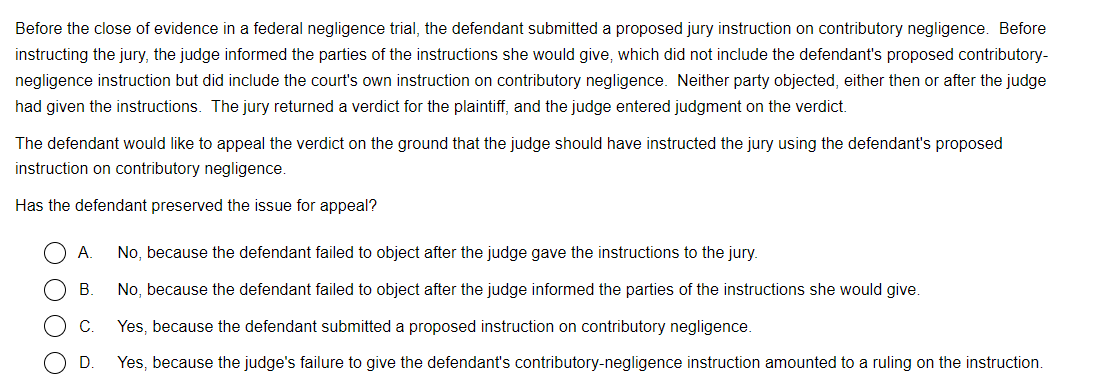 Before the close of evidence in a federal negligence trial, the defendant submitted a proposed jury instruction on contributory negligence. Before
instructing the jury, the judge informed the parties of the instructions she would give, which did not include the defendant's proposed contributory-
negligence instruction but did include the court's own instruction on contributory negligence. Neither party objected, either then or after the judge
had given the instructions. The jury returned a verdict for the plaintiff, and the judge entered judgment on the verdict.
The defendant would like to appeal the verdict on the ground that the judge should have instructed the jury using the defendant's proposed
instruction on contributory negligence.
Has the defendant preserved the issue for appeal?
A. No, because the defendant failed to object after the judge gave the instructions to the jury.
B. No, because the defendant failed to object after the judge informed the parties of the instructions she would give.
C. Yes, because the defendant submitted a proposed instruction on contributory negligence.
D. Yes, because the judge's failure to give the defendant's contributory-negligence instruction amounted to a ruling on the instruction.